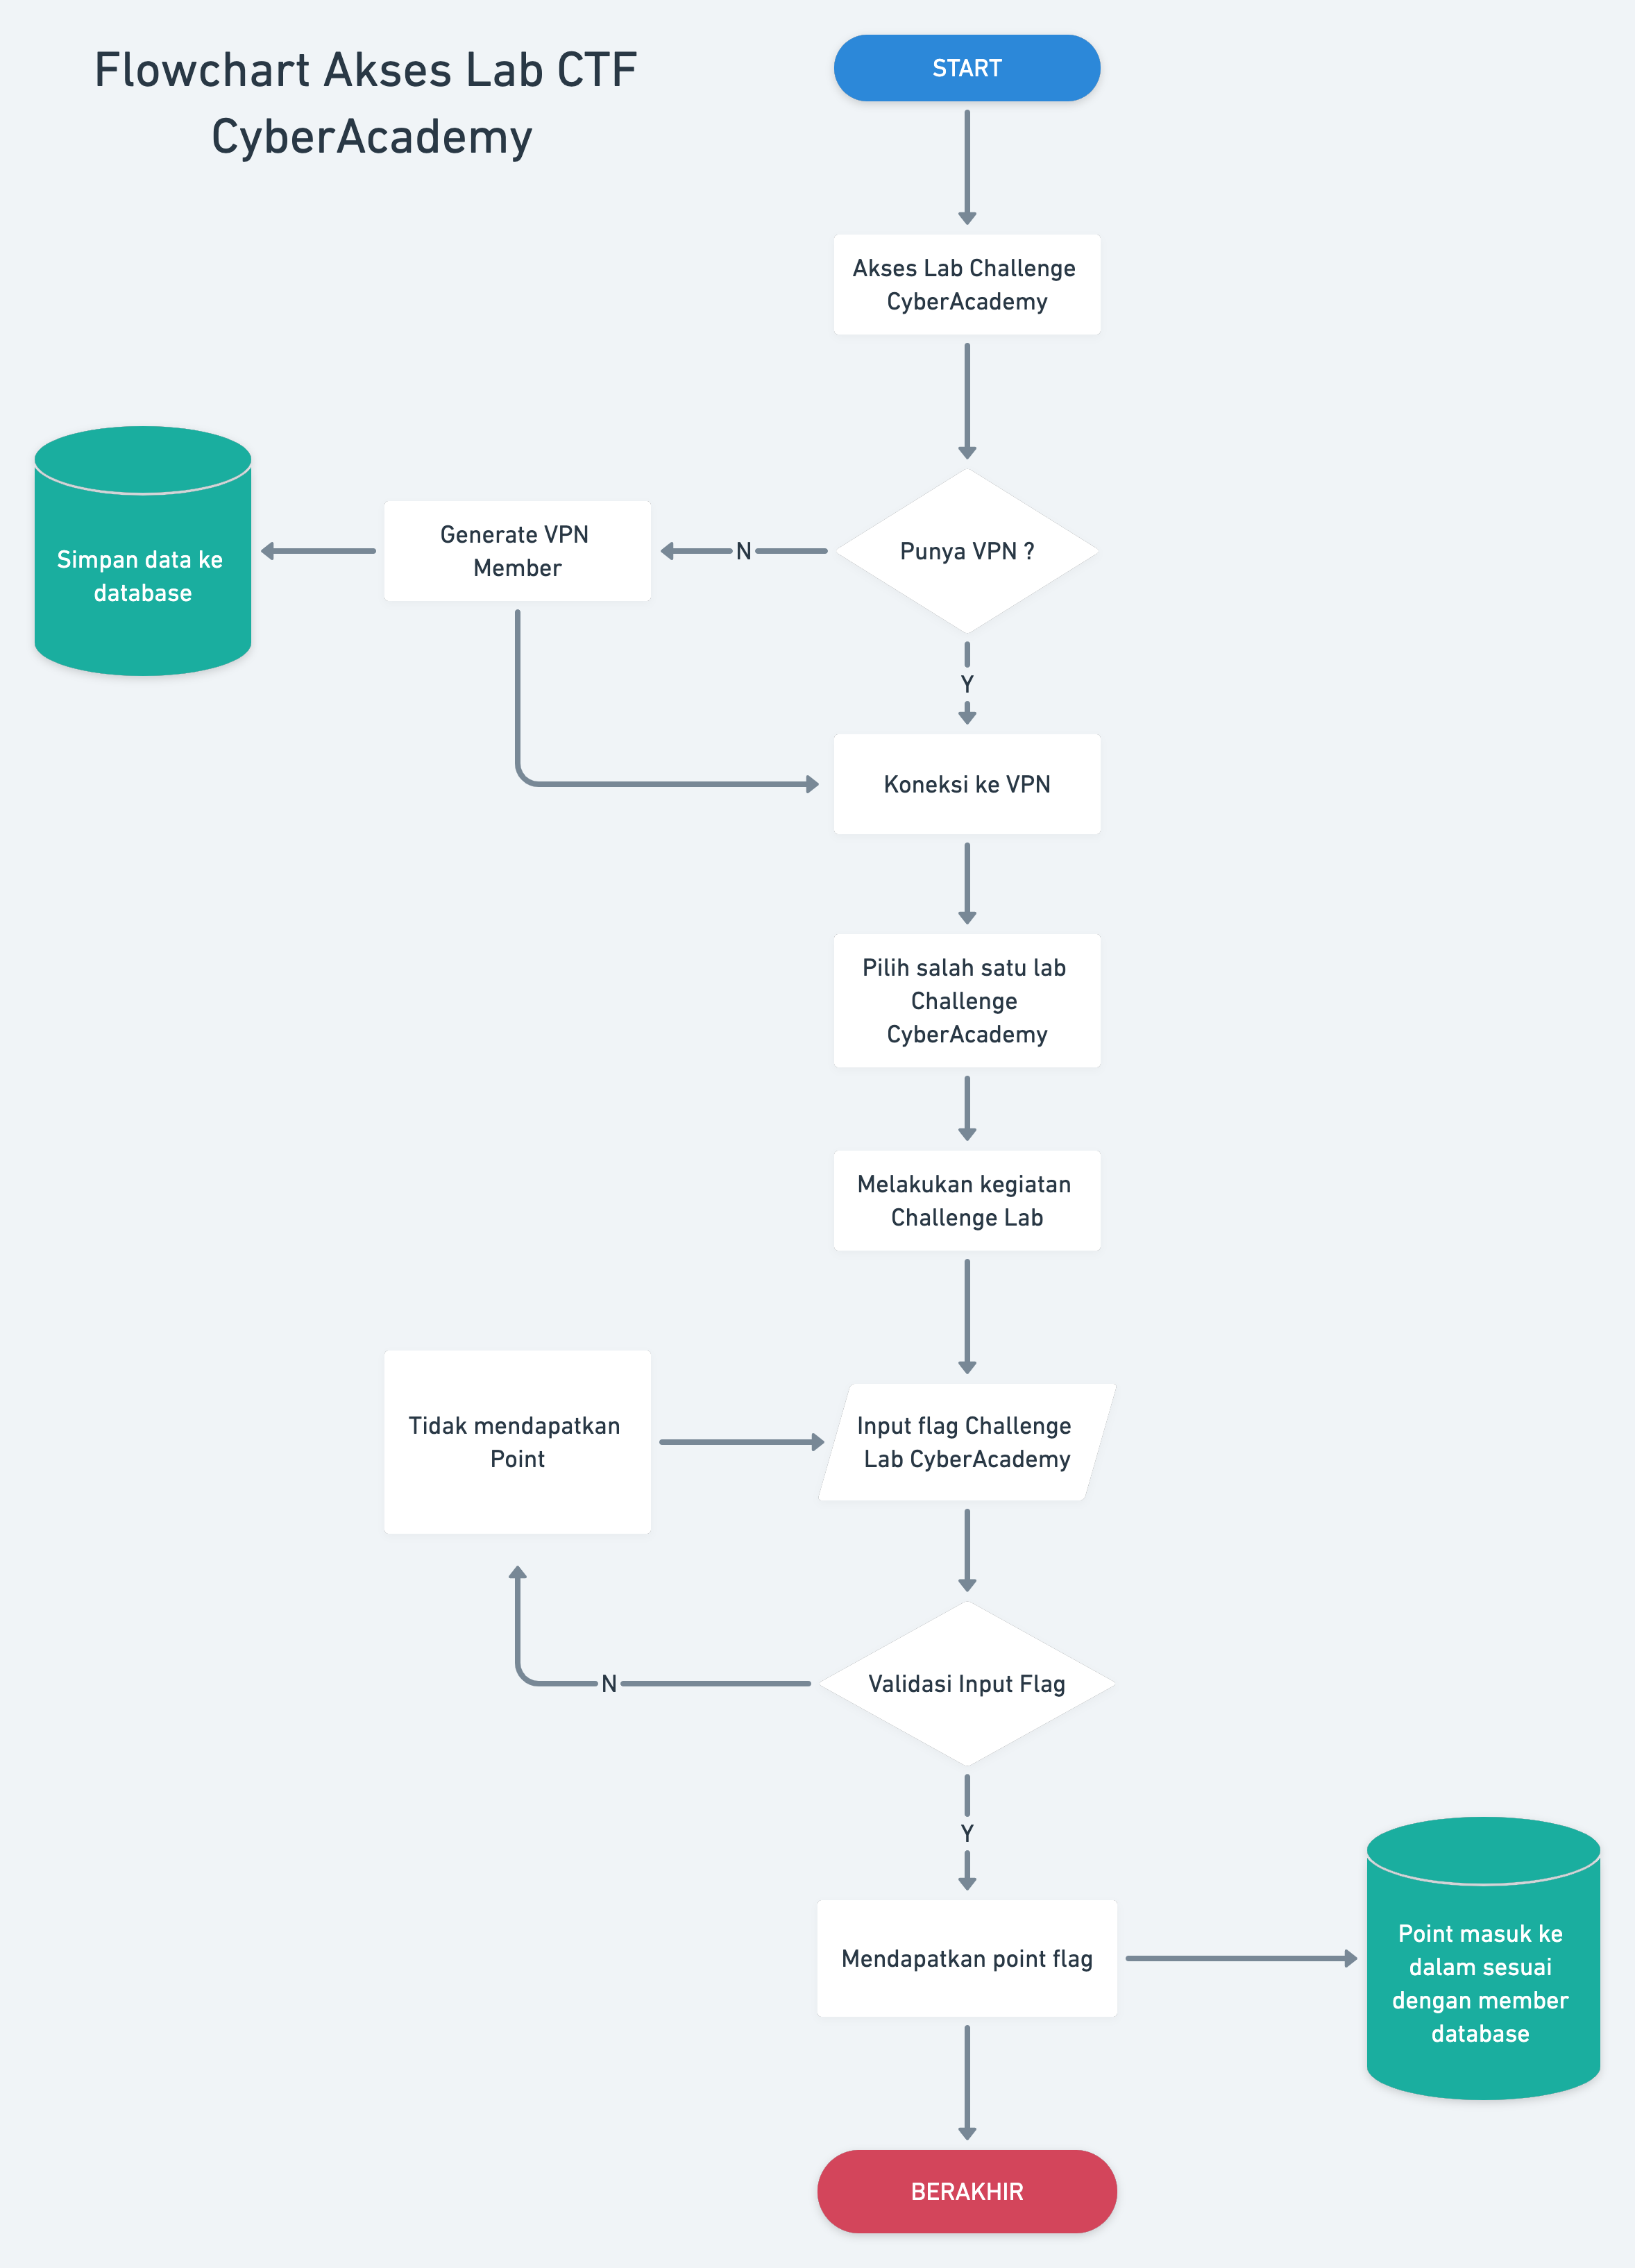 Flowchart Akses Lab CTF
CyberAcademy
START
Akses Lab Challenge
CyberAcademy
Punya VPN ?
N
Generate VPN
Member
Simpan data ke
database
Y
Koneksi ke VPN
Pilih salah satu lab
Challenge
CyberAcademy
Melakukan kegiatan
Challenge Lab
Tidak mendapatkan
Point
Input flag Challenge
Lab CyberAcademy
Validasi Input Flag
N
Y
Mendapatkan point flag
Point masuk ke
dalam sesuai
dengan member
database
BERAKHIR